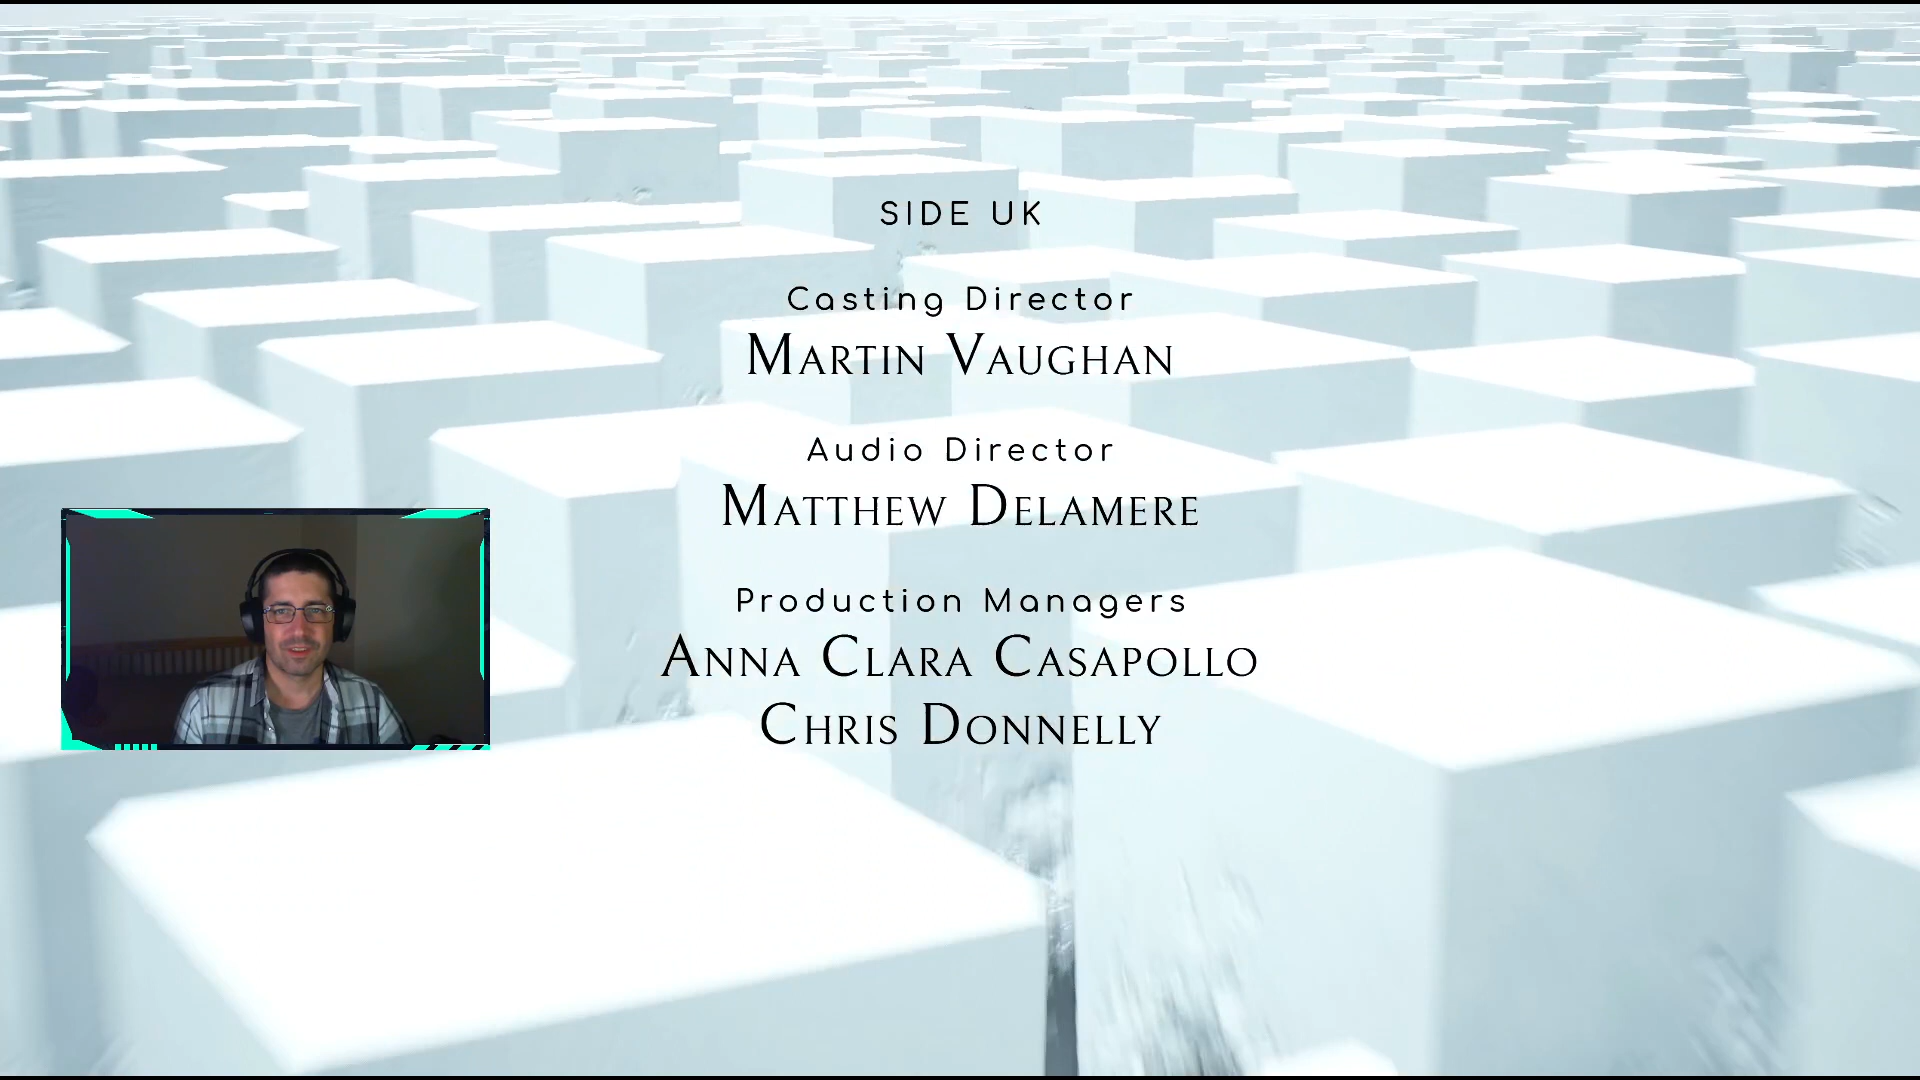 SIDE UK
Casting Director
Martin Vaughan
Audio Director
Matthew Delamere
Production Managers
Anna Clara Casapollo
Chris Donnelly